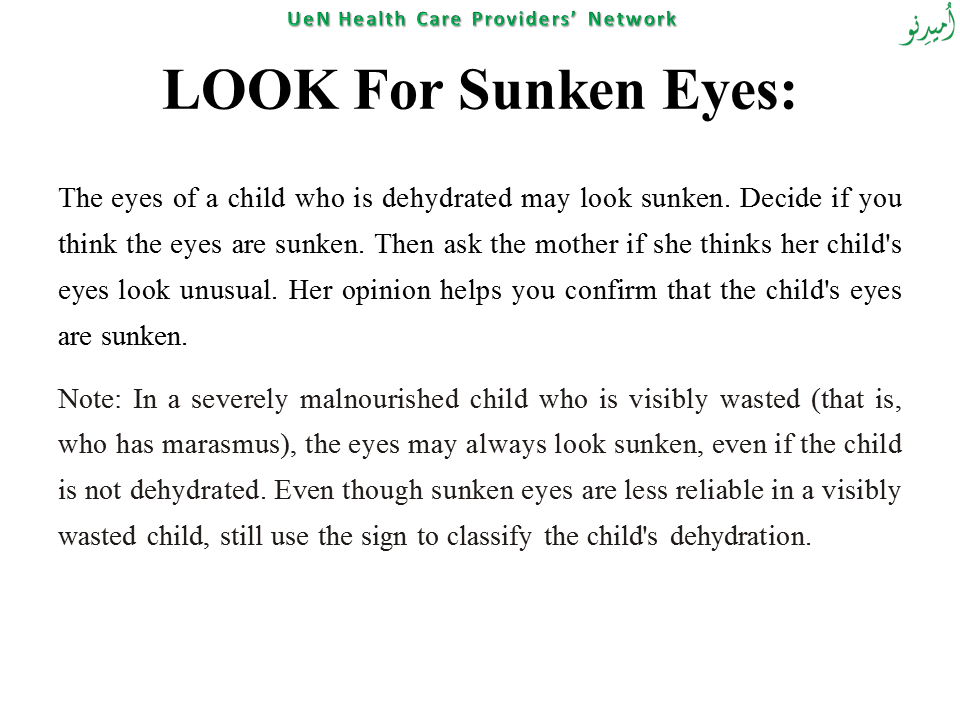 UeN Health Care Providers’ Network
اُمیدِنو
LOOK For Sunken Eyes:
The eyes of a child who is dehydrated may look sunken. Decide if you
think the eyes are sunken. Then ask the mother if she thinks her child's
eyes look unusual. Her opinion helps you confirm that the child's eyes
are sunken.
Note: In a severely malnourished child who is visibly wasted (that is,
who has marasmus), the eyes may always look sunken, even if the child
is not dehydrated. Even though sunken eyes are less reliable in a visibly
wasted child, still use the sign to classify the child's dehydration.